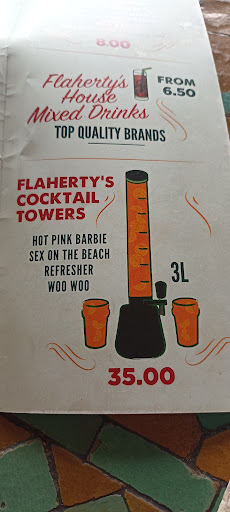 8.00
Flaherty's
House
Mixed Drinks
FROM
6.50
TOP QUALITY BRANDS
FLAHERTY'S
COCKTAIL
TOWERS
HOT PINK BARBIE
SEX ON THE BEACH
REFRESHER
WOO WOO
3L
35.00